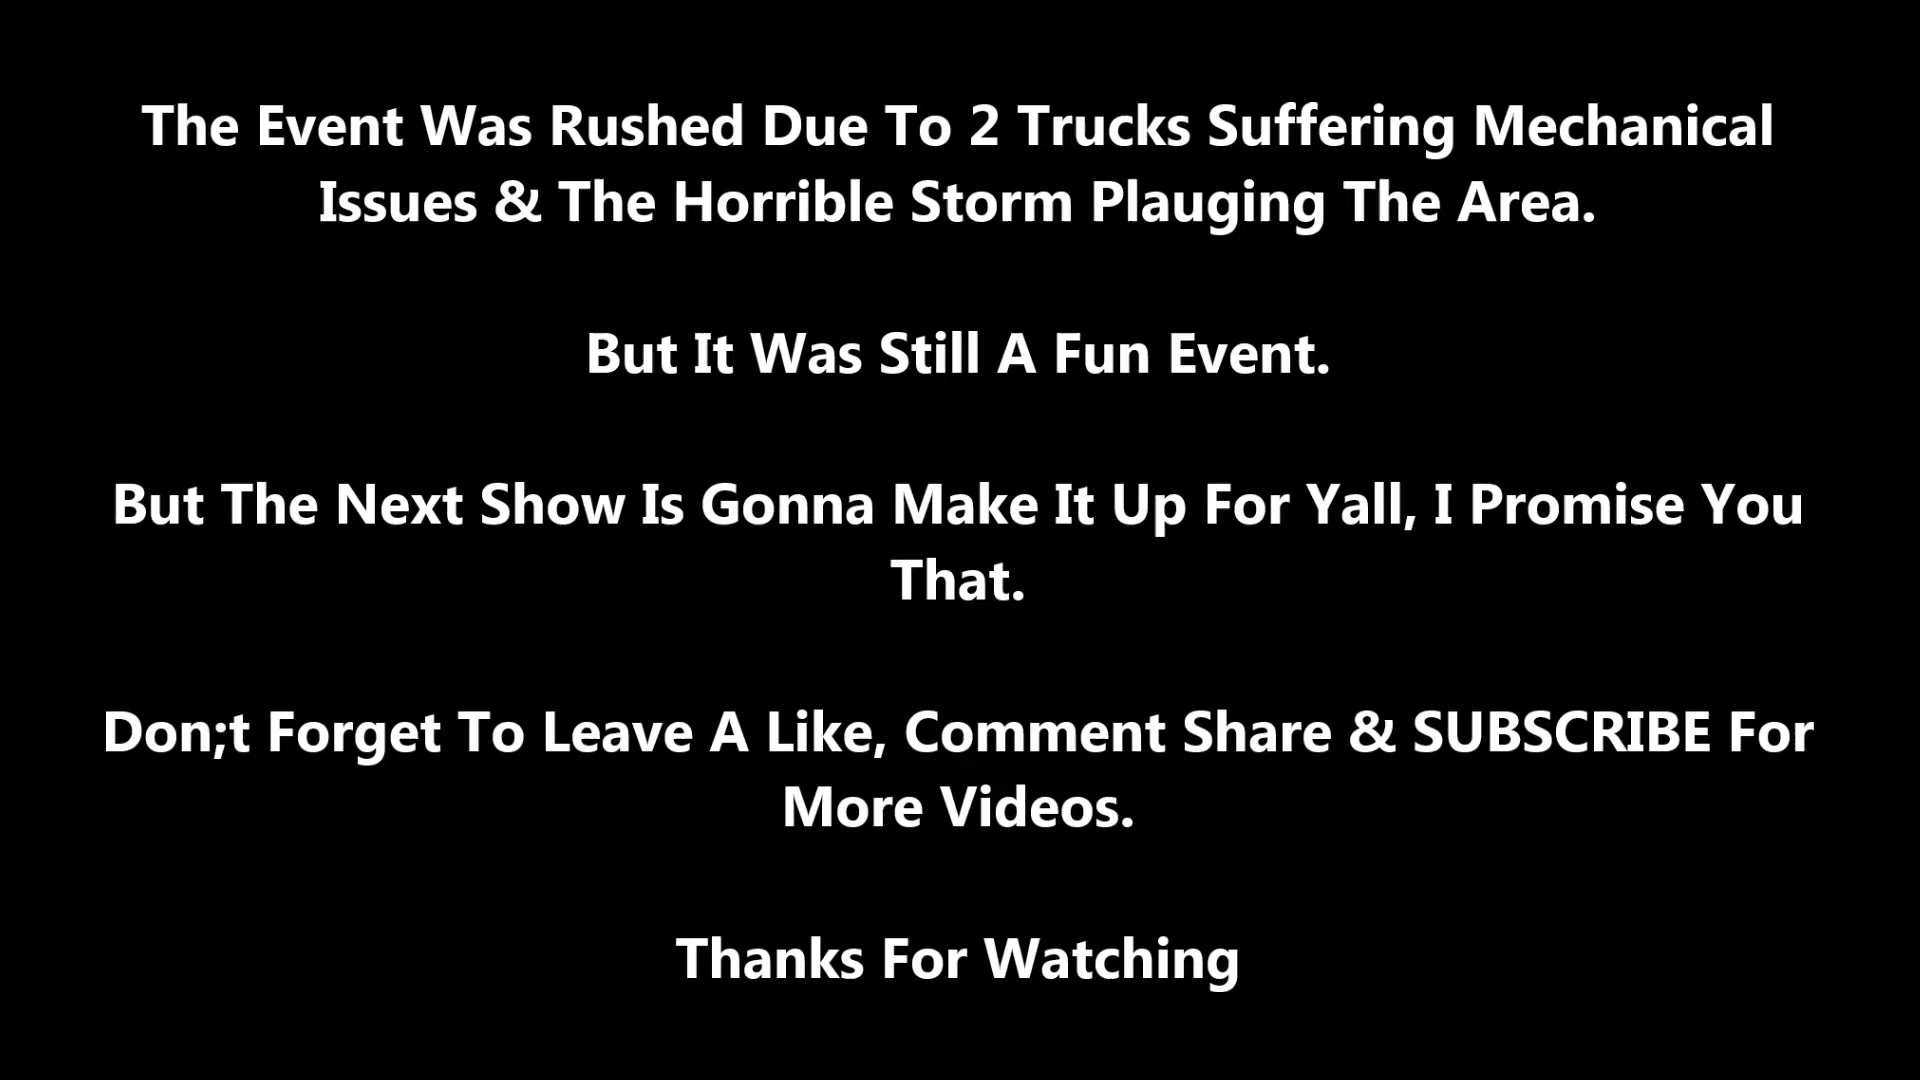 The Event Was Rushed Due To 2 Trucks Suffering Mechanical
Issues & The Horrible Storm Plauging The Area.
But It Was Still A Fun Event.
But The Next Show Is Gonna Make It Up For Yall, I Promise You
That.
Don;t Forget To Leave A Like, Comment Share & SUBSCRIBE For
More Videos.
Thanks For Watching